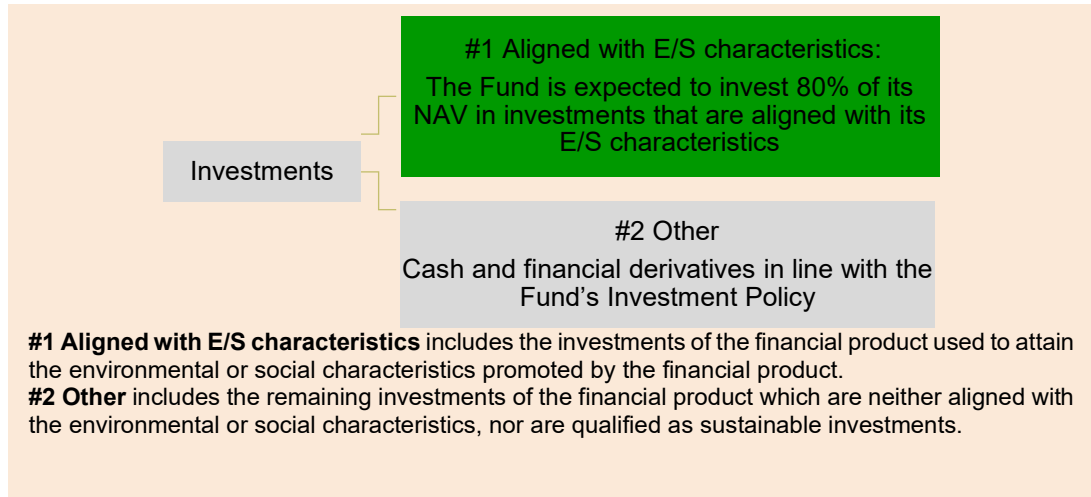 #1 Aligned with E/S characteristics:
The Fund is expected to invest 80% of its
NAV in investments that are aligned with its
E/S characteristics
Investments
#2 Other
Cash and financial derivatives in line with the
Fund’s Investment Policy
#1 Aligned with E/S characteristics includes the investments of the financial product used to attain
the environmental or social characteristics promoted by the financial product.
#2 Other includes the remaining investments of the financial product which are neither aligned with
the environmental or social characteristics, nor are qualified as sustainable investments.